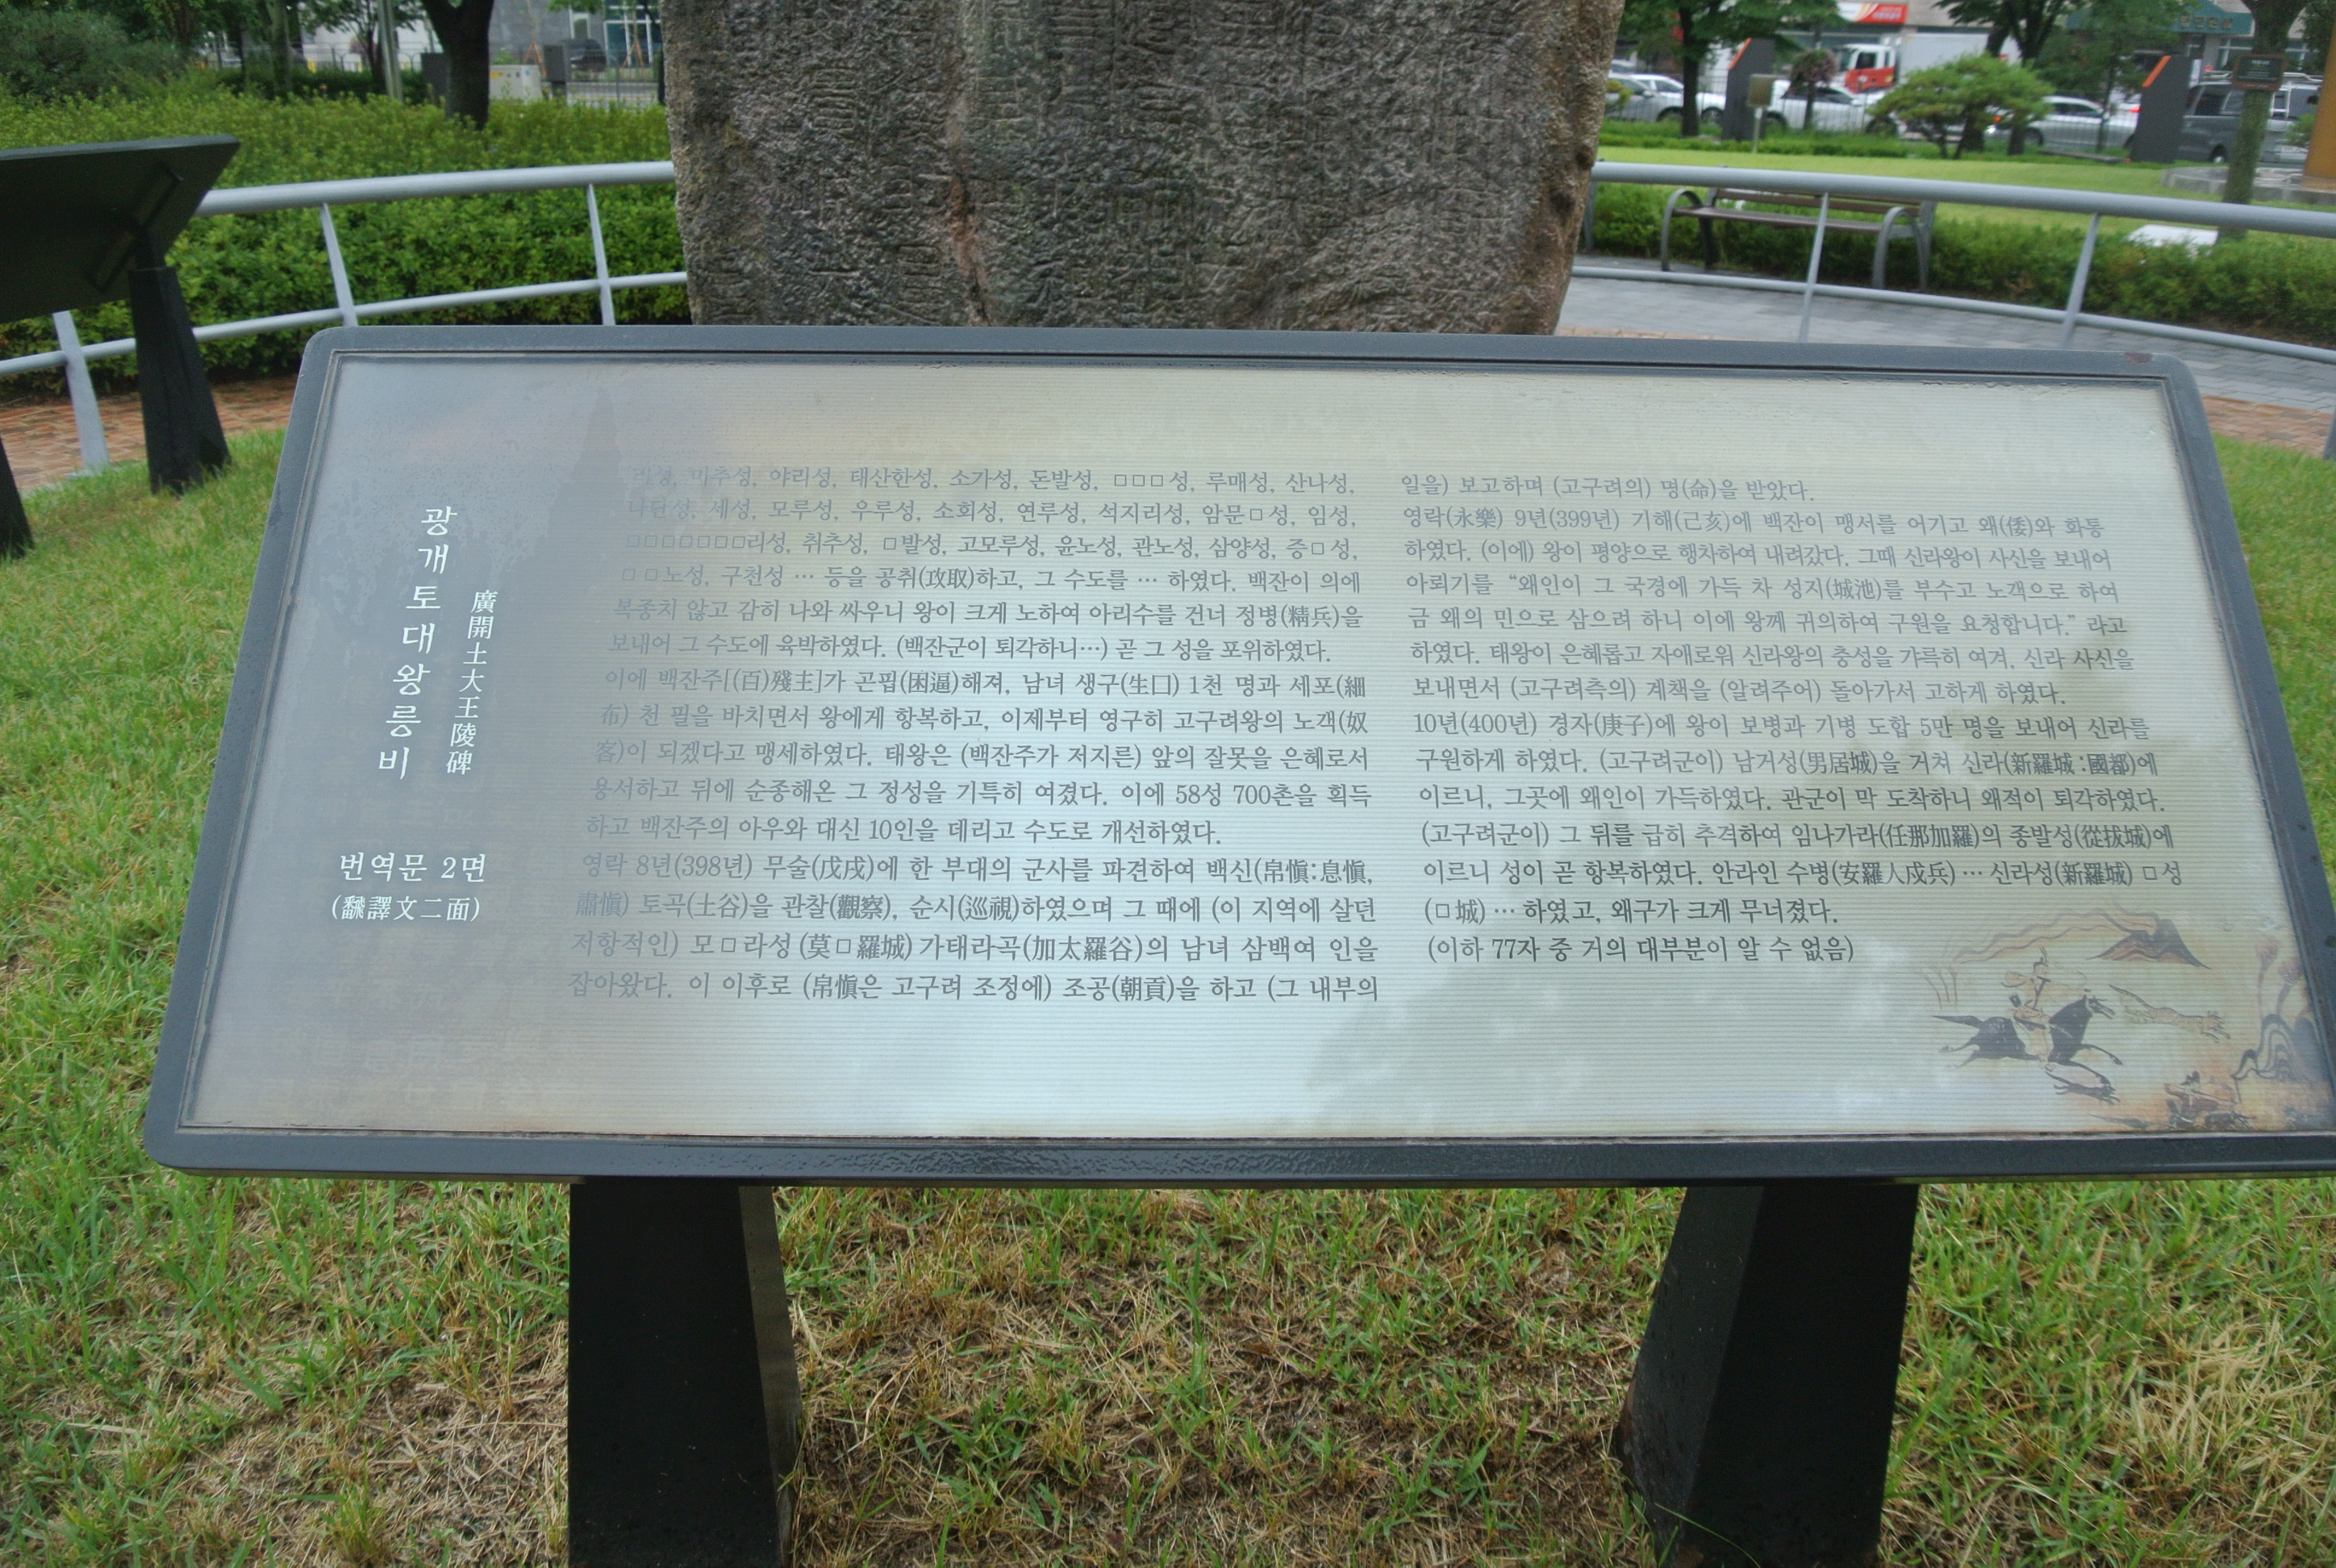 광개토대왕릉비
廣開土大王陵碑
번역문 2면
(飜譯文二面)
리성, 미추성, 야리성, 태산한성, 소가성, 돈발성, □□□성, 루매성, 산나성,
나단성, 세성, 모루성, 우루성, 소회성, 연루성, 석지리성, 암문□성, 임성,
□□□□□□□리성, 취추성, □발성, 고모루성, 윤노성, 관노성, 삼양성, 증□성,
□□노성, 구천성 … 등을 공취(攻取)하고, 그 수도를 … 하였다. 백잔이 의에
복종치 않고 감히 나와 싸우니 왕이 크게 노하여 아리수를 건너 정병(精兵)을
보내어 그 수도에 육박하였다. (백잔군이 퇴각하니…) 곧 그 성을 포위하였다.
이에 백잔주[(百)殘主]가 곤핍(困逼)해져, 남녀 생구(生口) 1천 명과 세포(細
布) 천 필을 바치면서 왕에게 항복하고, 이제부터 영구히 고구려왕의 노객(奴
客)이 되겠다고 맹세하였다. 태왕은 (백잔주가 저지른) 앞의 잘못을 은혜로서
용서하고 뒤에 순종해온 그 정성을 기특히 여겼다. 이에 58성 700촌을 획득
하고 백잔주의 아우와 대신 10인을 데리고 수도로 개선하였다.
영락 8년(398년) 무술(戊戌)에 한 부대의 군사를 파견하여 백신(帛愼:息愼,
肅愼) 토곡(土谷)을 관찰(觀察), 순시(巡視)하였으며 그 때에 (이 지역에 살던
저항적인) 모□라성(莫□羅城) 가태라곡(加太羅谷)의 남녀 삼백여 인을
잡아왔다. 이 이후로 (帛愼은 고구려 조정에) 조공(朝貢)을 하고 (그 내부의
일을) 보고하며 (고구려의) 명(命)을 받았다.
영락(永樂) 9년(399년) 기해(己亥)에 백잔이 맹서를 어기고 왜(倭)와 화통
하였다. (이에) 왕이 평양으로 행차하여 내려갔다. 그때 신라왕이 사신을 보내어
아뢰기를 “왜인이 그 국경에 가득 차 성지(城池)를 부수고 노객으로 하여
금 왜의 민으로 삼으려 하니 이에 왕께 귀의하여 구원을 요청합니다.” 라고
하였다. 태왕이 은혜롭고 자애로워 신라왕의 충성을 갸륵히 여겨, 신라 사신을
보내면서 (고구려측의) 계책을 (알려주어) 돌아가서 고하게 하였다.
10년(400년) 경자(庚子)에 왕이 보병과 기병 도합 5만 명을 보내어 신라를
구원하게 하였다. (고구려군이) 남거성(男居城)을 거쳐 신라(新羅城:國都)에
이르니, 그곳에 왜인이 가득하였다. 관군이 막 도착하니 왜적이 퇴각하였다.
(고구려군이) 그 뒤를 급히 추격하여 임나가라(任那加羅)의 종발성(從拔城)에
이르니 성이 곧 항복하였다. 안라인 수병(安羅人戍兵) … 신라성(新羅城) □성
(□城) … 하였고, 왜구가 크게 무너졌다.
(이하 77자 중 거의 대부분이 알 수 없음)